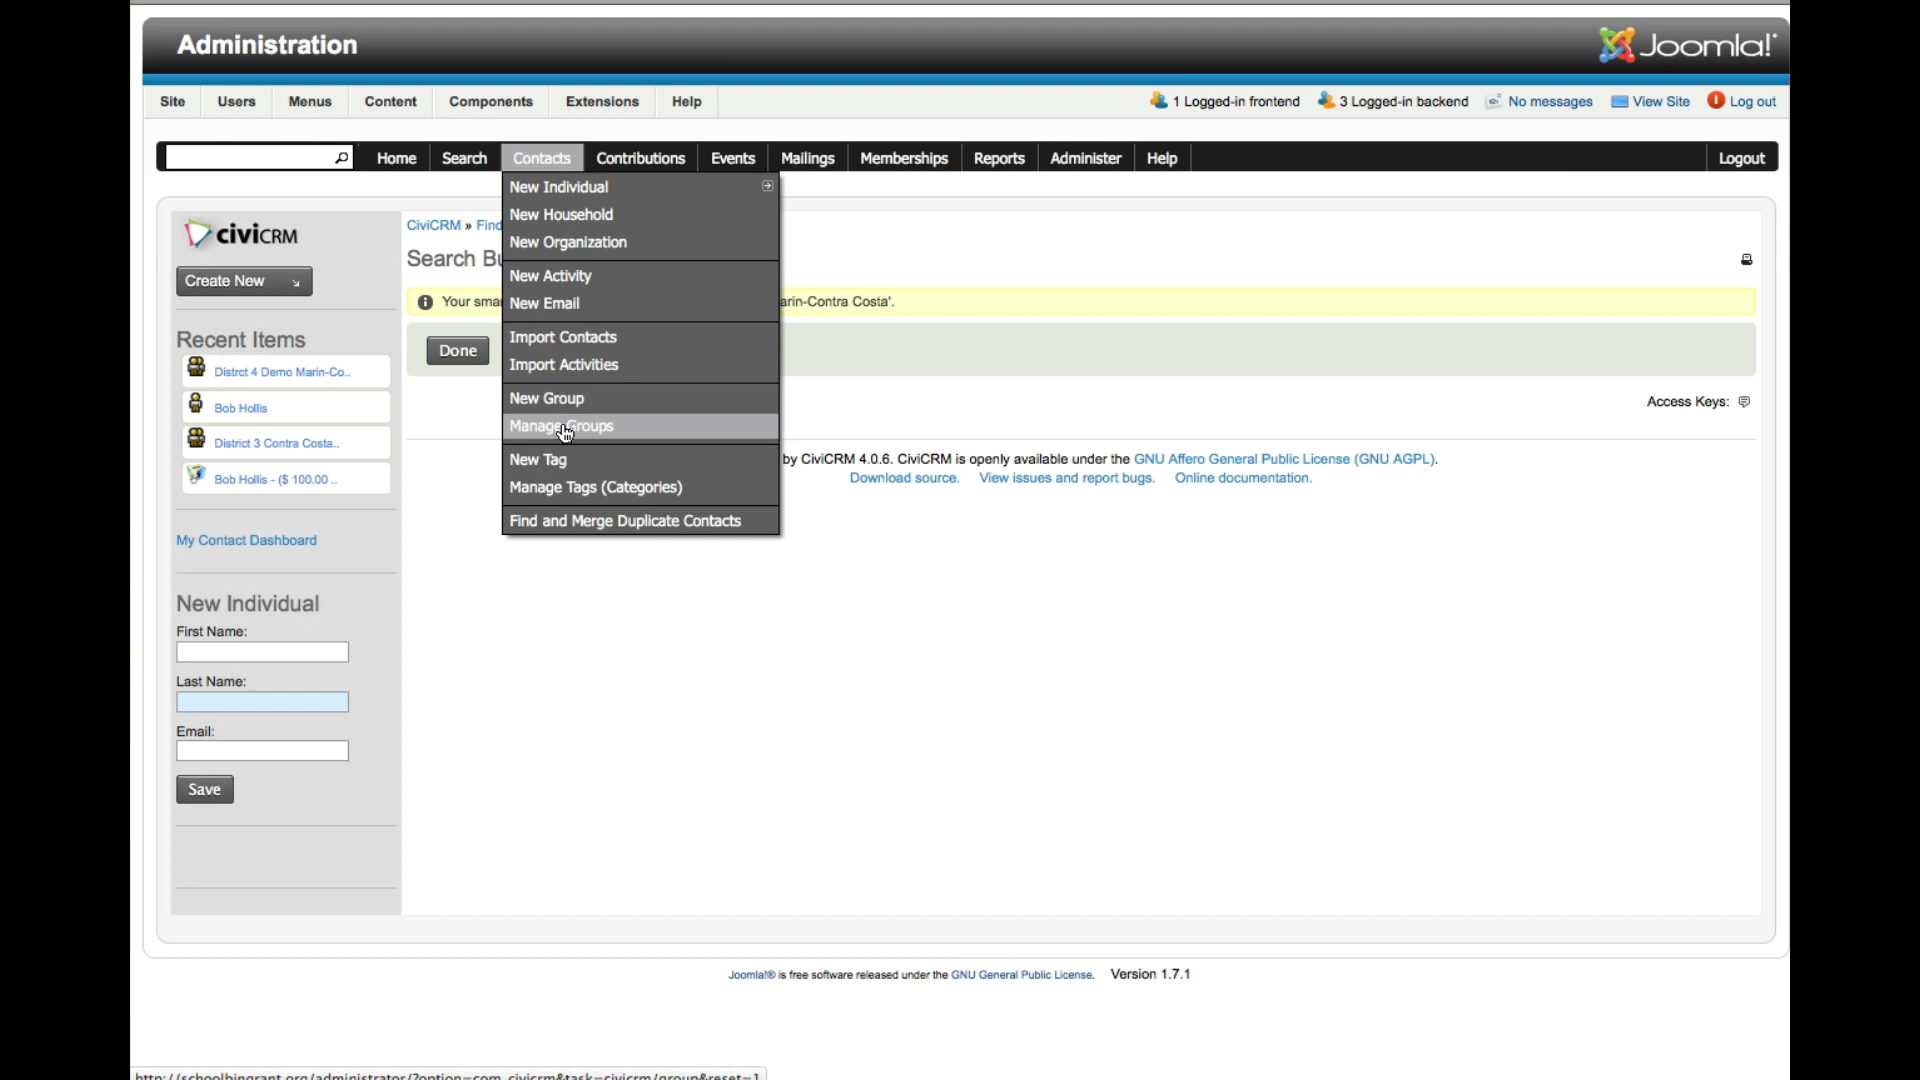 Administration
Joomla!
Site Users Menus Content Components Extensions Help
1 Logged-in frontend 3 Logged-in backend No messages View Site Log out
Home Search Contacts Contributions Events Mailings Memberships Reports Administer Help Logout
New Individual
New Household
New Organization
New Activity
New Email
Import Contacts
Import Activities
New Group
Manage Groups
New Tag
Manage Tags (Categories)
Find and Merge Duplicate Contacts
civiCRM
Create New
Recent Items
Distrct 4 Demo Marin-Co..
Bob Hollis
District 3 Contra Costa..
Bob Hollis - ($ 100.00 ..
My Contact Dashboard
New Individual
First Name:
Last Name:
Email:
Save
CiviCRM » Find
Search
Your arin-Contra Costa'.
Done
Access Keys:
by CiviCRM 4.0.6. CiviCRM is openly available under the GNU Affero General Public License (GNU AGPL).
Download source. View issues and report bugs. Online documentation.
Joomla!® is free software released under the GNU General Public License. Version 1.7.1